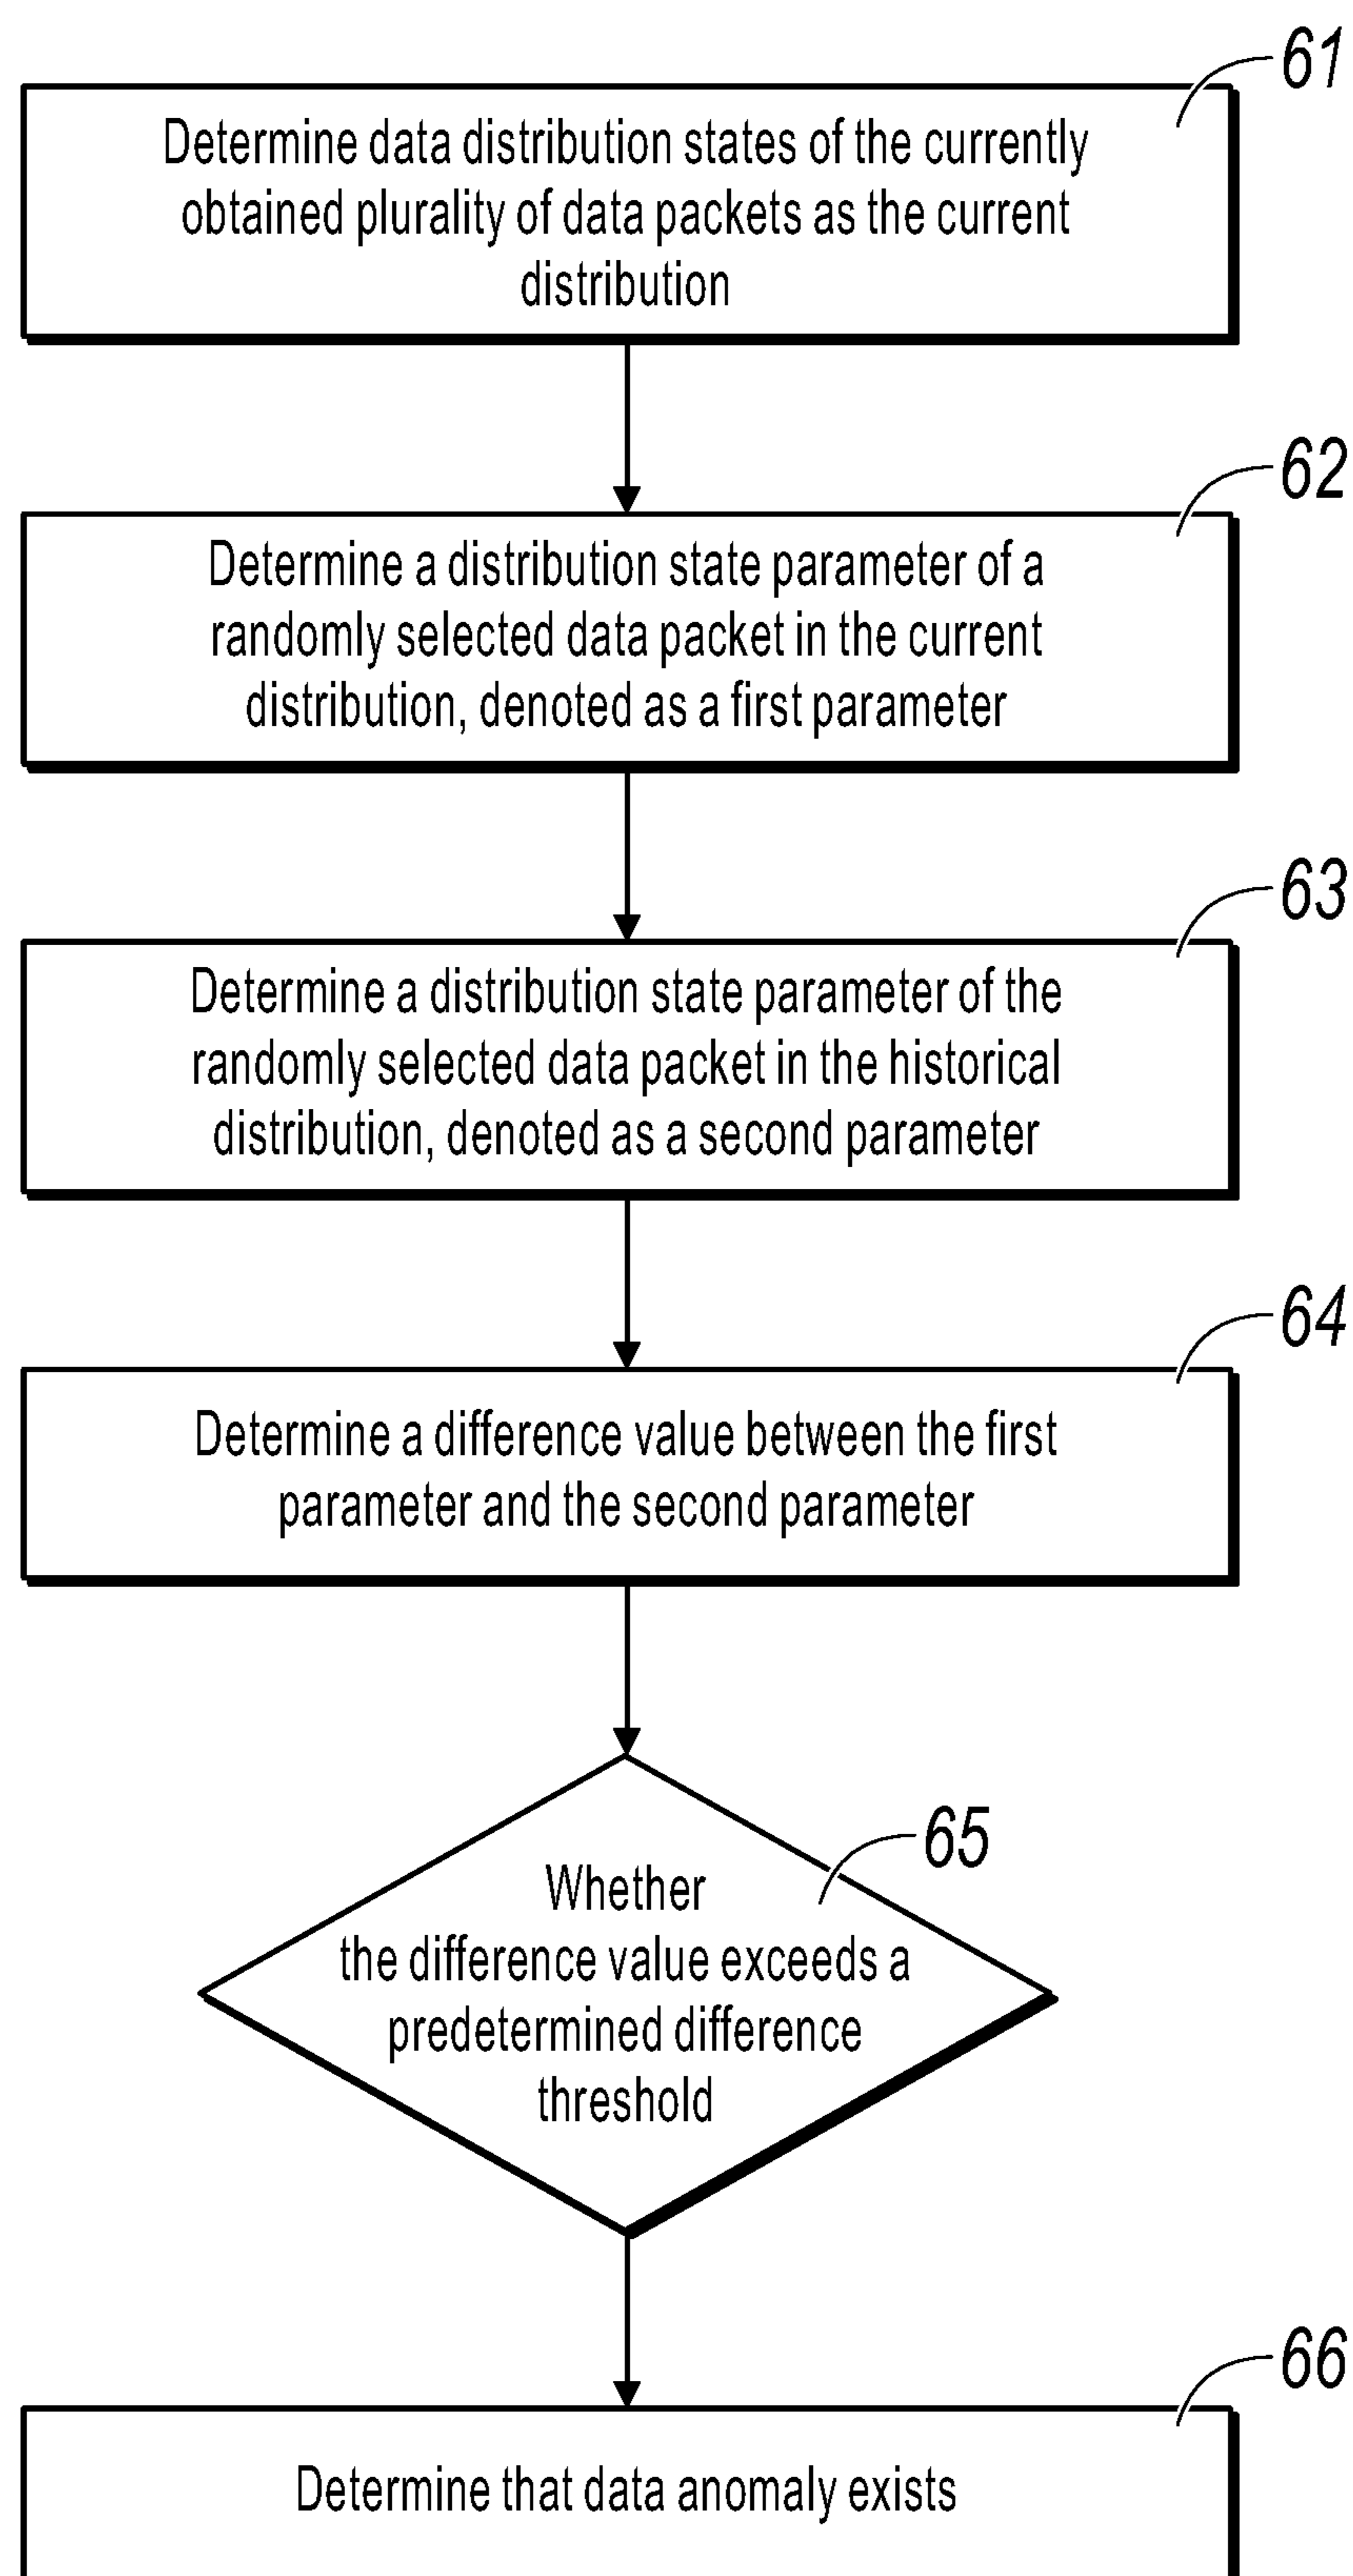 61
Determine data distribution states of the currently
obtained plurality of data packets as the current
distribution
62
Determine a distribution state parameter of a
randomly selected data packet in the current
distribution, denoted as a first parameter
63
Determine a distribution state parameter of the
randomly selected data packet in the historical
distribution, denoted as a second parameter
64
Determine a difference value between the first
parameter and the second parameter
65
Whether
the difference value exceeds a
predetermined difference
threshold
66
Determine that data anomaly exists